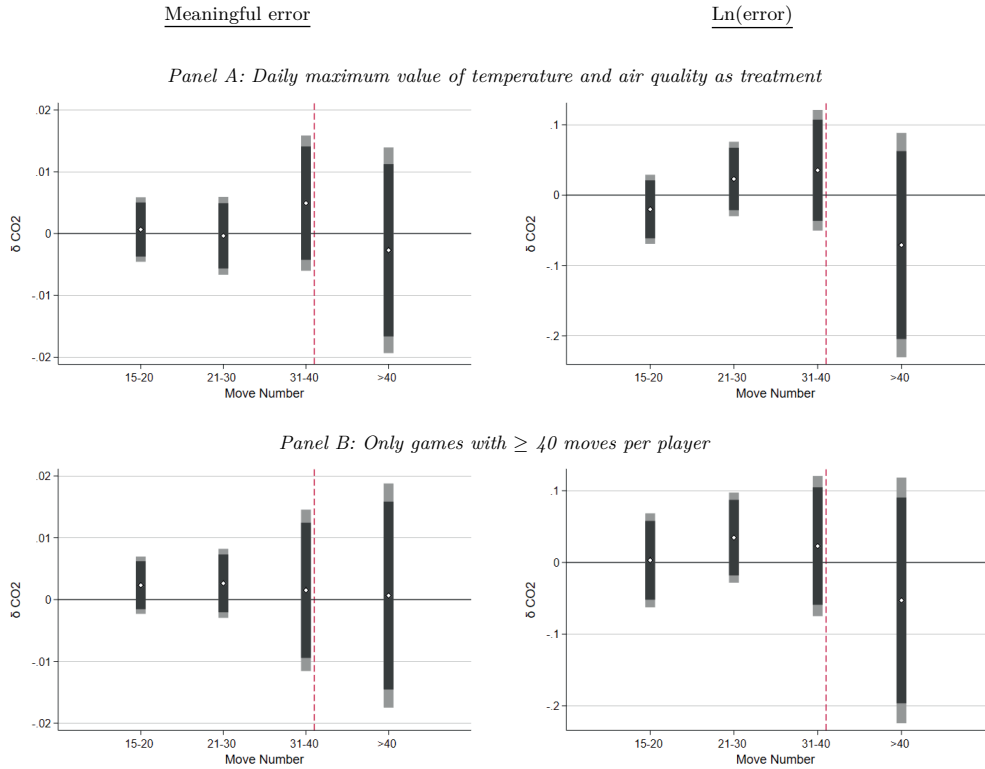 Meaningful error
Ln(error)
Panel A: Daily maximum value of temperature and air quality as treatment
.02
.01
0
-.01
-.02
δ CO2
15-20 21-30 31-40 >40
Move Number
.1
0
-.1
-.2
δ CO2
15-20 21-30 31-40 >40
Move Number
Panel B: Only games with ≥ 40 moves per player
.02
.01
0
-.01
-.02
δ CO2
15-20 21-30 31-40 >40
Move Number
.1
0
-.1
-.2
δ CO2
15-20 21-30 31-40 >40
Move Number